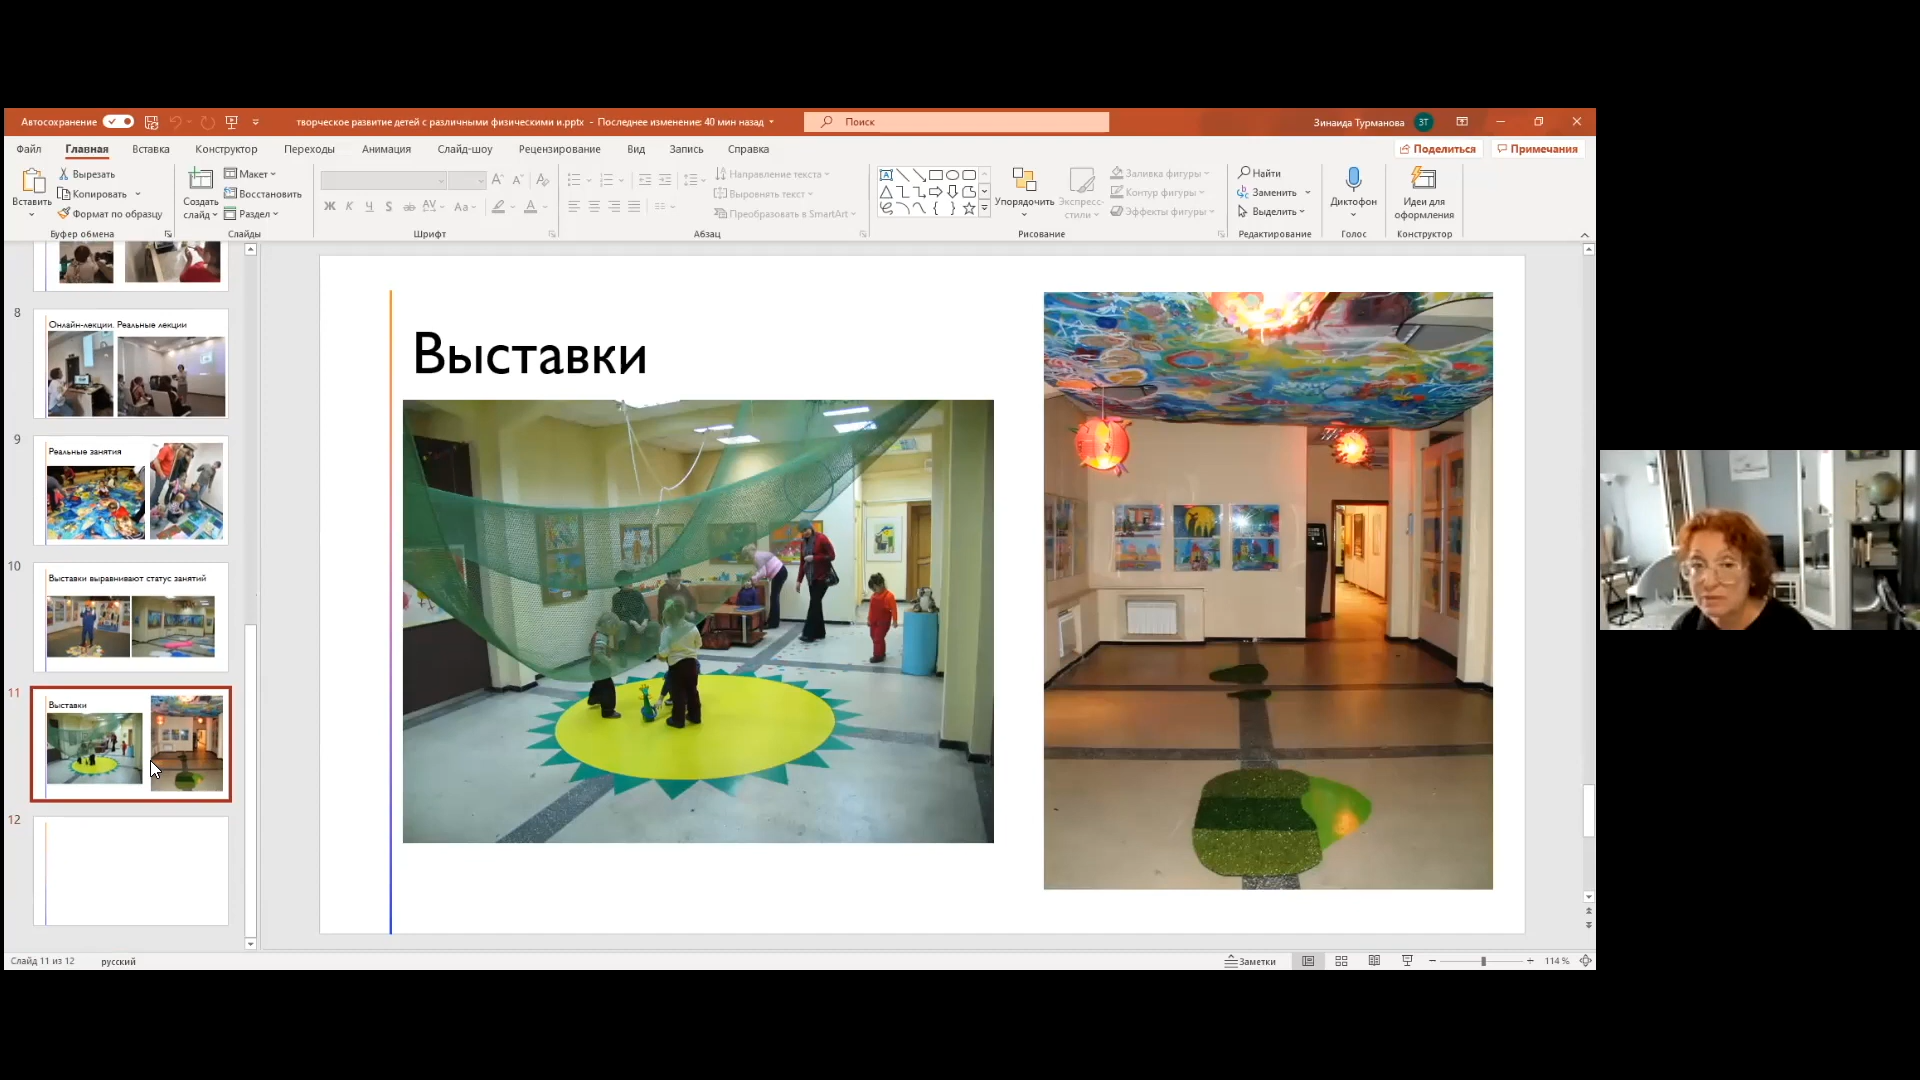 Автосохранение
творческое развитие детей с различными физическими и.pptx - Последнее изменение: 40 мин назад
Поиск
Зинаида Турманова
ЗТ
Файл Главная Вставка Конструктор Переходы Анимация Слайд-шоу Рецензирование Вид Запись Справка
Поделиться
Примечания
Вставить
Вырезать
Копировать
Формат по образцу
Буфер обмена
Создать
слайд
Макет
Восстановить
Раздел
Слайды
Ж К Ч S ab AV Aa A
Шрифт
Направление текста
Выровнять текст
Преобразовать в SmartArt
Абзац
Упорядочить
Экспресс-
стили
Заливка фигуры
Контур фигуры
Эффекты фигуры
Рисование
Найти
Заменить
Выделить
Редактирование
Диктофон
Голос
Идеи для
оформления
Конструктор
8
Онлайн-лекции. Реальные лекции
9
Реальные занятия
10
Выставки выравнивают статус занятий
11
Выставки
12
Выставки
Слайд 11 из 12
русский
Заметки
114 %